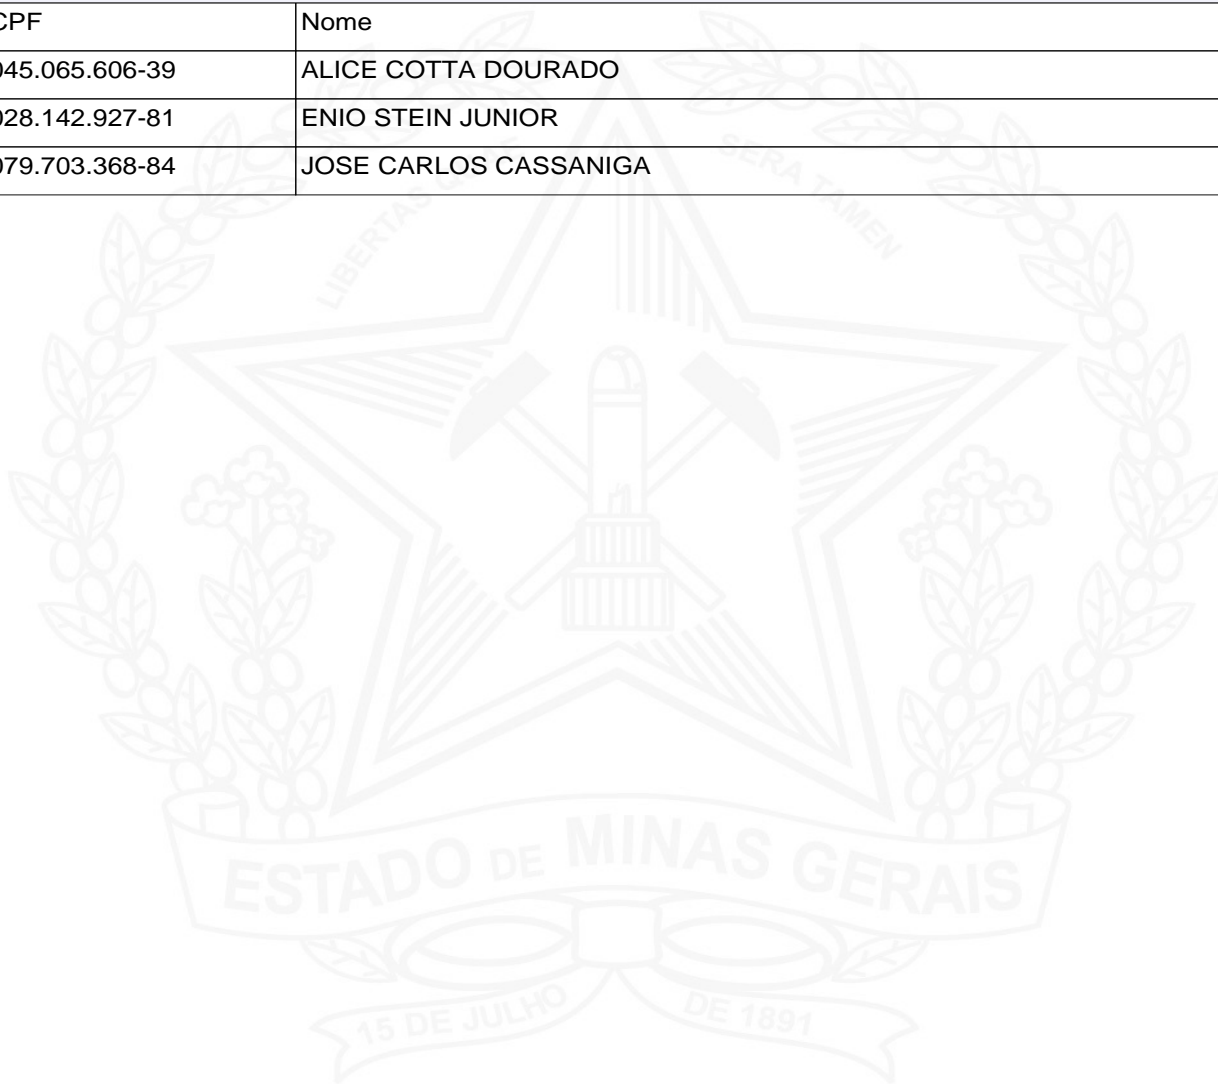 CPF Nome
045.065.606-39 ALICE COTTA DOURADO
028.142.927-81 ENIO STEIN JUNIOR
079.703.368-84 JOSE CARLOS CASSANIGA
LIBERTAS QUE SERA TAMEN
ESTADO DE MINAS GERAIS
15 DE JULHO DE 1891